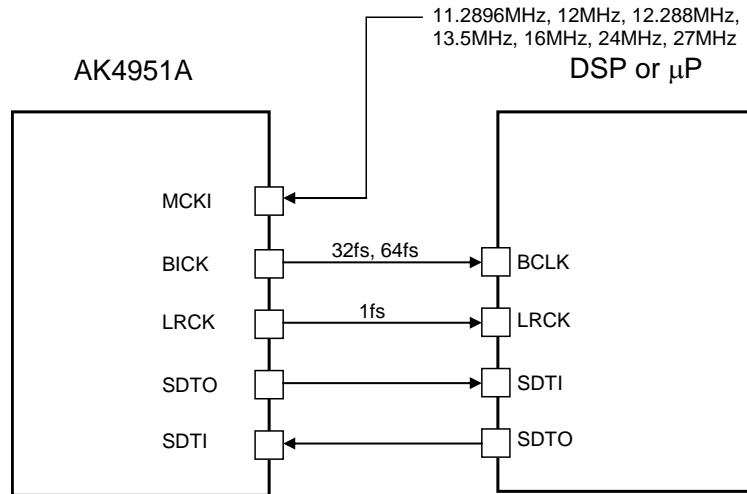 11.2896MHz, 12MHz, 12.288MHz,
13.5MHz, 16MHz, 24MHz, 27MHz
AK4951A
DSP or μP
MCKI
BICK
32fs, 64fs
BCLK
LRCK
1fs
LRCK
SDTO
SDTI
SDTI
SDTO